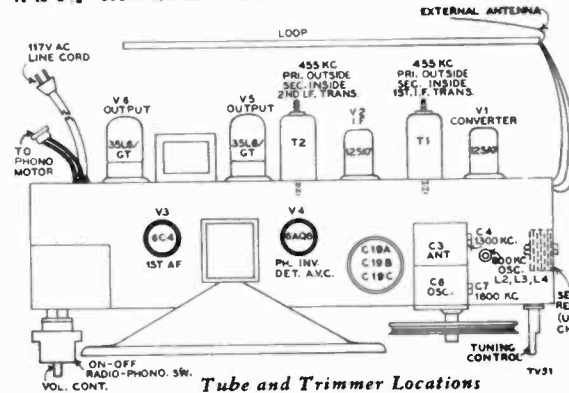 EXTERNAL ANTENNA
LOOP
117V AC
LINE CORD
TO
PHONO
MOTOR
V6
OUTPUT
35L6/
GT
V5
OUTPUT
35L6/
GT
455 KC
PRI. OUTSIDE
SEC. INSIDE
2ND I.F. TRANS.
T2
V2
I F
12SK7
455 KC
PRI. OUTSIDE
SEC. INSIDE
1ST. I.F. TRANS.
T1
V1
CONVERTER
12SA7
V3
6C4
1ST AF
V4
6AQ6
PH. INV.
DET. A.V.C.
C19A
C19B
C19C
C3
ANT
C6
OSC.
C4
1300 KC.
C7
1600 KC
600 KC
OSC.
L2, L3, L4
ON-OFF
RADIO-PHONO. SW.
VOL. CONT.
TUNING
CONTROL
TV51
Tube and Trimmer Locations